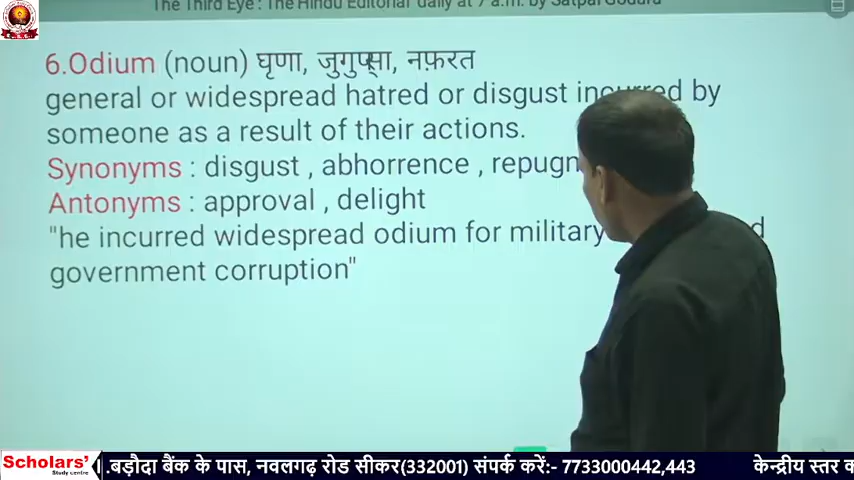 The Third Eye : The Hindu Editorial daily at 7 a.m. by Satpal Godara
6.Odium (noun) घृणा, जुगुप्सा, नफ़रत
general or widespread hatred or disgust incurred by
someone as a result of their actions.
Synonyms : disgust , abhorrence , repugn
Antonyms : approval , delight
"he incurred widespread odium for military
government corruption"
Scholars'
Study Centre
.बड़ौदा बैंक के पास, नवलगढ़ रोड सीकर(332001) संपर्क करें:- 7733000442,443 केन्द्रीय स्तर